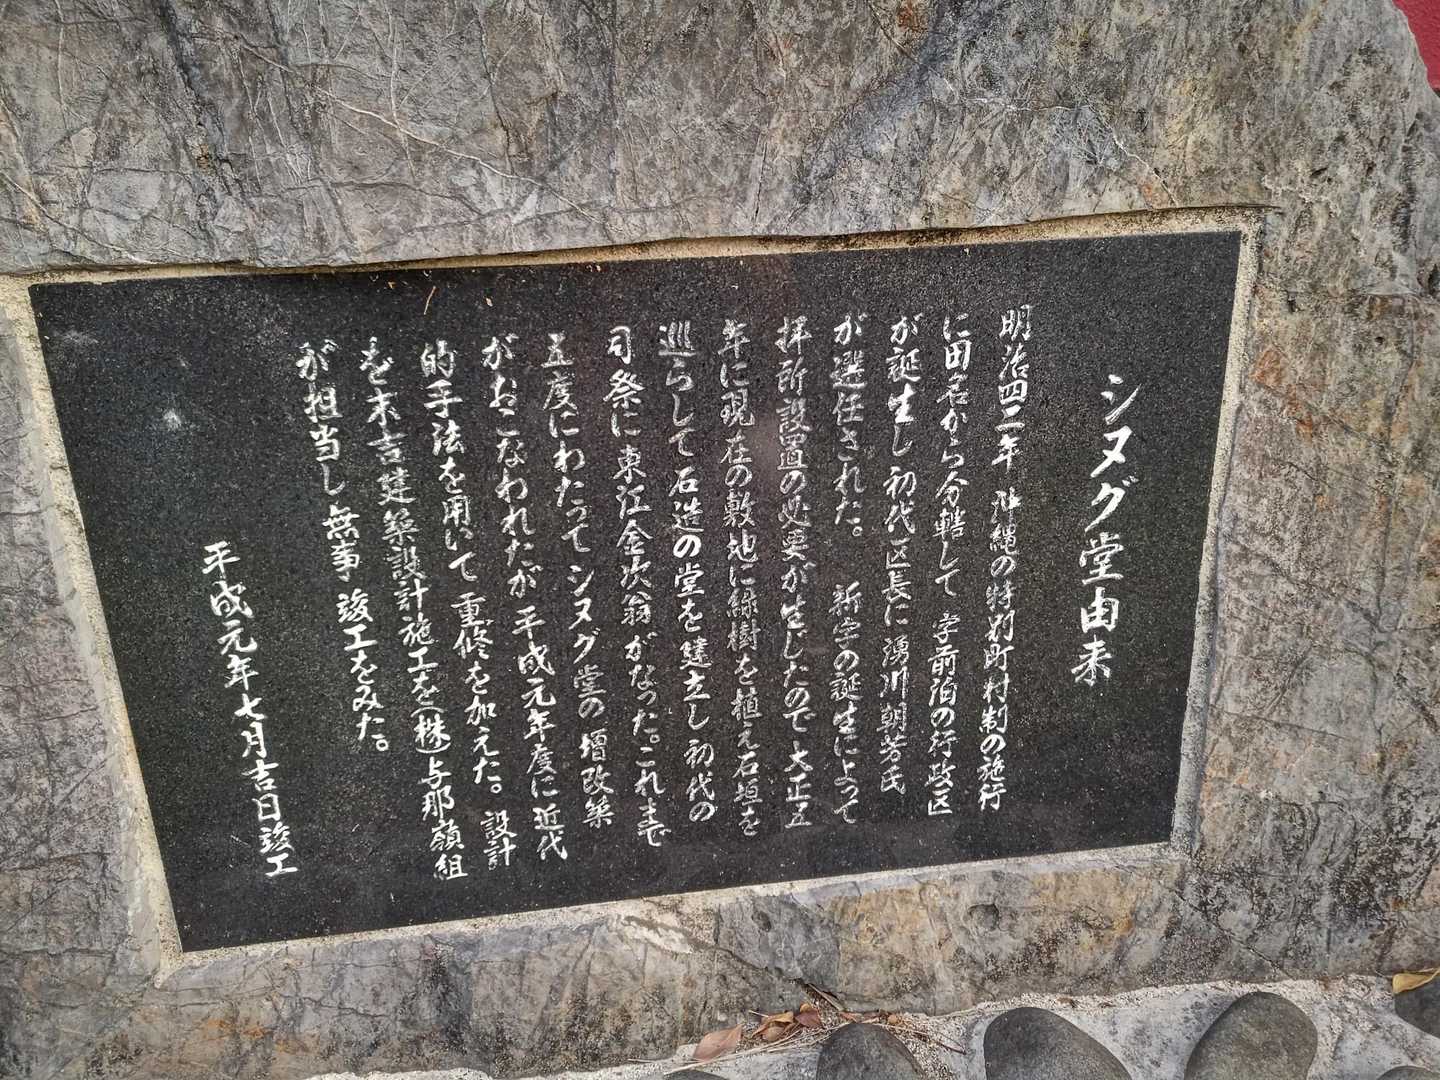 シヌグ堂由来
明治四二年 沖縄の特別町村制の施行
に田名から分轄して 字前泊の行政区
が誕生し初代区長に 湧川朝芳氏
が選任された。 新字の誕生によって
拝所設置の必要が生じたので 大正五
年に現在の敷地に緑樹を植え石垣を
巡らして石造の堂を建立し 初代の
司祭に東江金次翁がなった。これまで
五度にわたってシヌグ堂の 増改築
がおこなわれたが 平成元年度に 近代
的手法を用いて 重修を加えた。 設計
を末吉建築設計 施工を(株)与那嶺組
が担当し 無事 竣工をみた。
平成元年七月吉日竣工